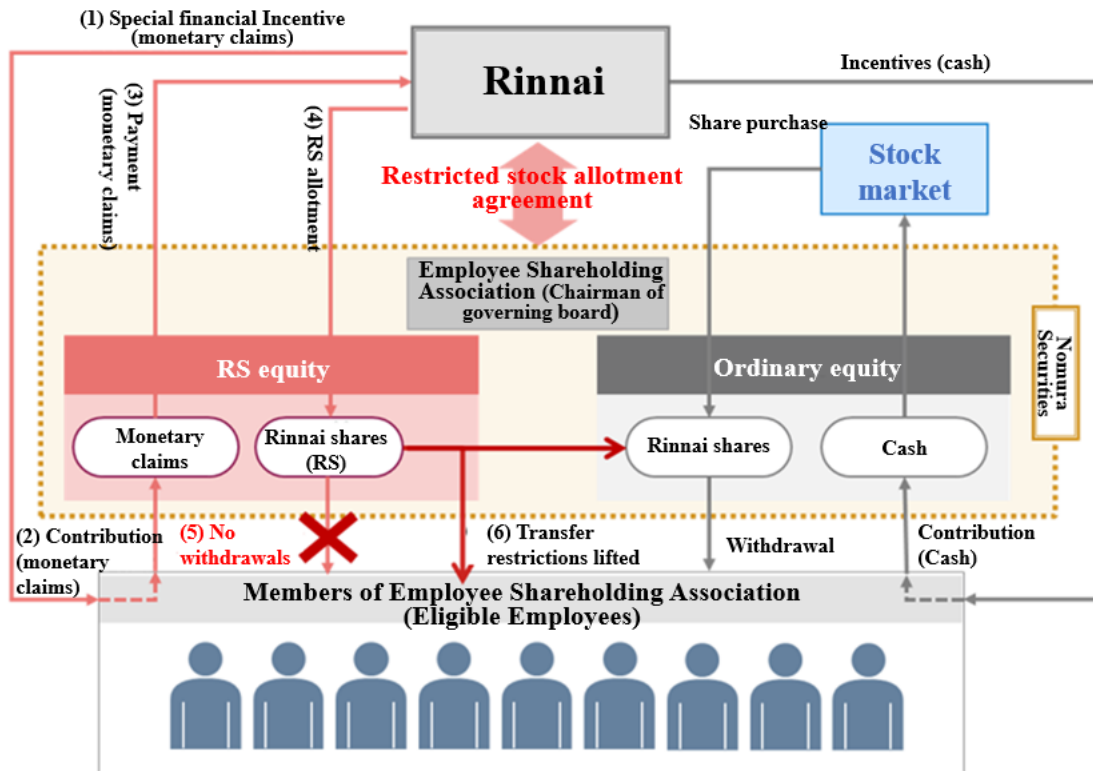 (1) Special financial Incentive
(monetary claims)
Rinnai
Incentives (cash)
(3) Payment
(monetary claims)
(4) RS allotment
Share purchase
Stock
market
Restricted stock allotment
agreement
Employee Shareholding
Association (Chairman of
governing board)
Nomura
Securities
RS equity
Ordinary equity
Monetary
claims
Rinnai shares
(RS)
Rinnai shares
Cash
(2) Contribution
(monetary
claims)
(5) No
withdrawals
(6) Transfer
restrictions lifted
Withdrawal
Contribution
(Cash)
Members of Employee Shareholding Association
(Eligible Employees)